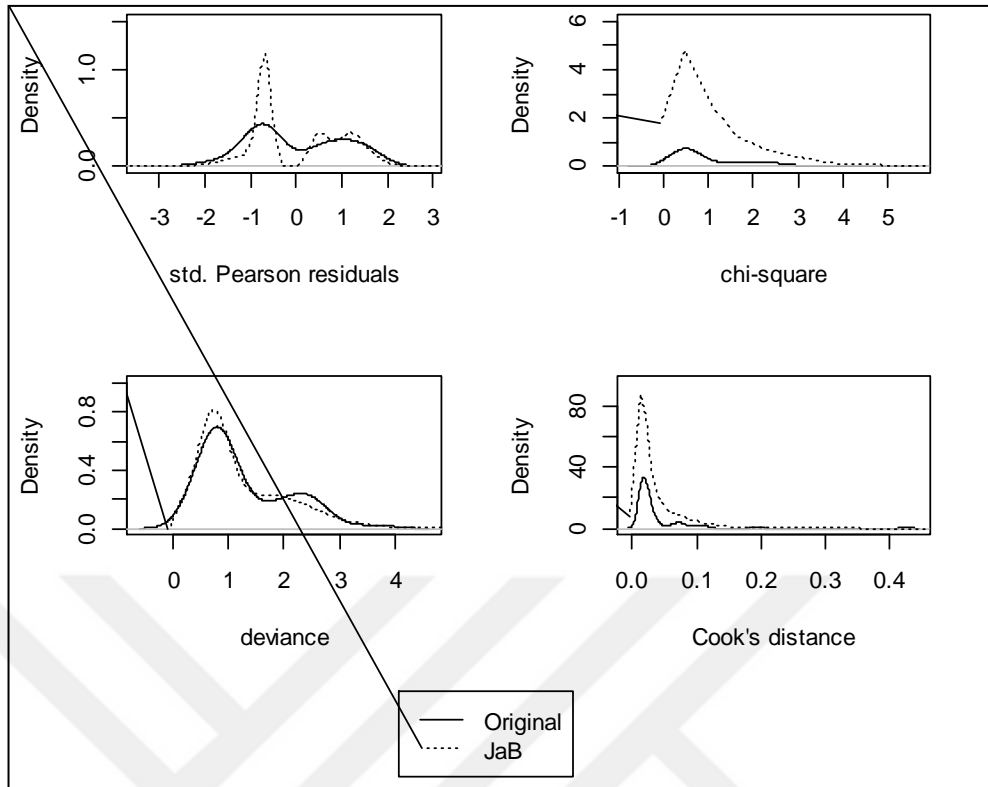 Density
1.0
0.0
-3 -2 -1 0 1 2 3
std. Pearson residuals
Density
6
4
2
0
-1 0 1 2 3 4 5
chi-square
Density
0.8
0.4
0.0
0 1 2 3 4
deviance
Density
80
40
0
0.0 0.1 0.2 0.3 0.4
Cook's distance
Original
JaB